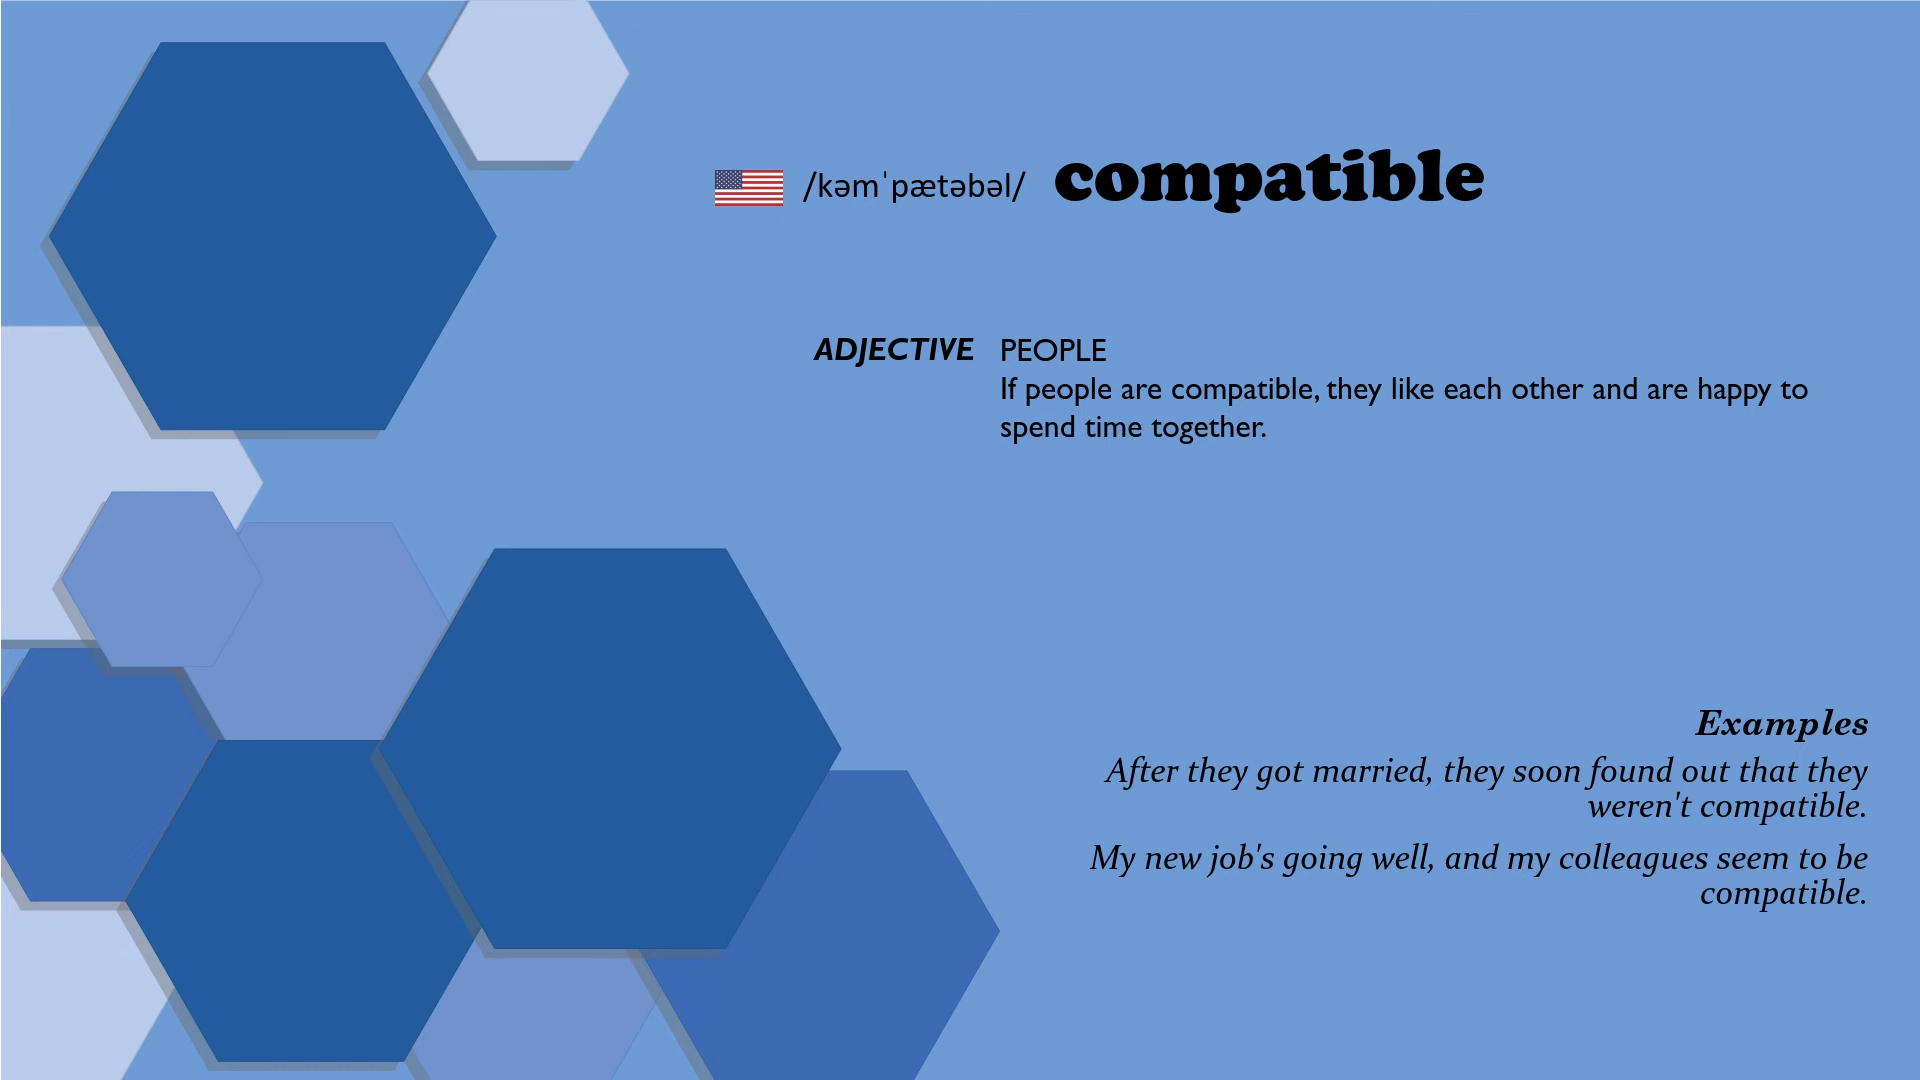 /kəmˈpætəbəl/ compatible
ADJECTIVE PEOPLE
If people are compatible, they like each other and are happy to
spend time together.
Examples
After they got married, they soon found out that they
weren't compatible.
My new job's going well, and my colleagues seem to be
compatible.